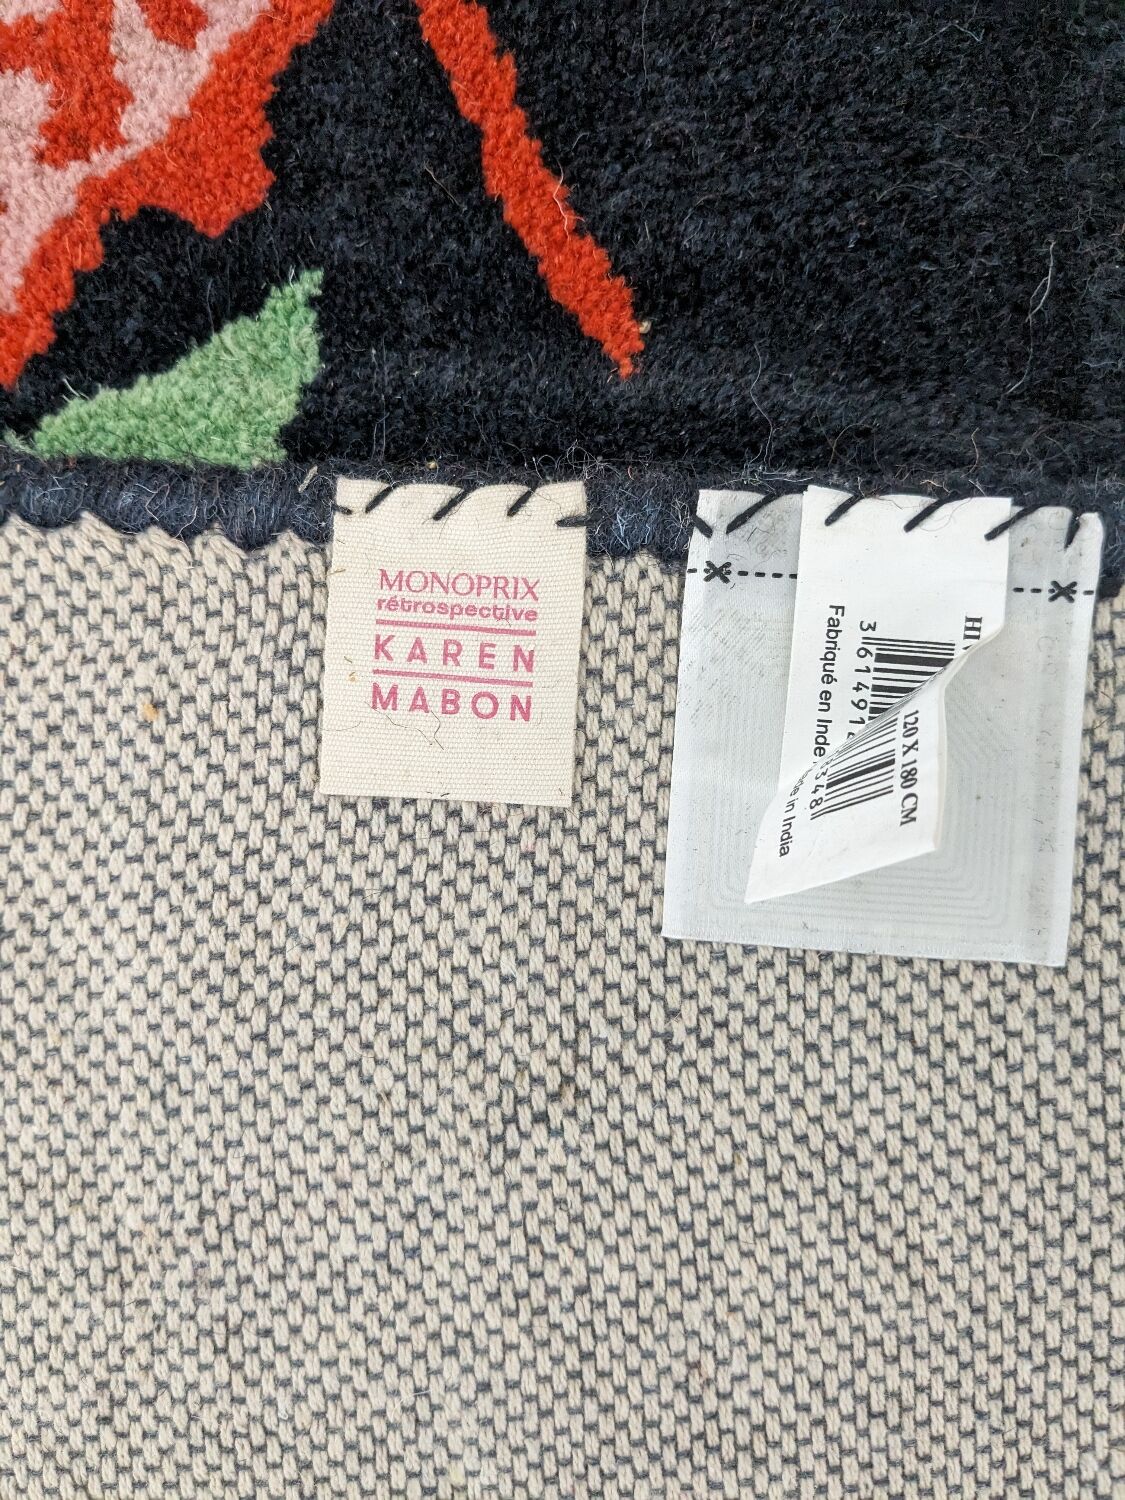 MONOPRIX
rétrospective
KAREN
MABON
120 X 180 CM
Fabriqué en Inde
in India